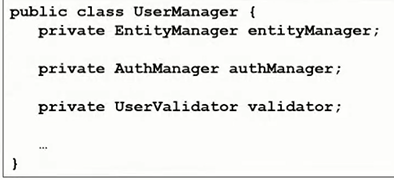 public class UserManager {
private EntityManager entityManager;
private AuthManager authManager;
private UserValidator validator;
…
}